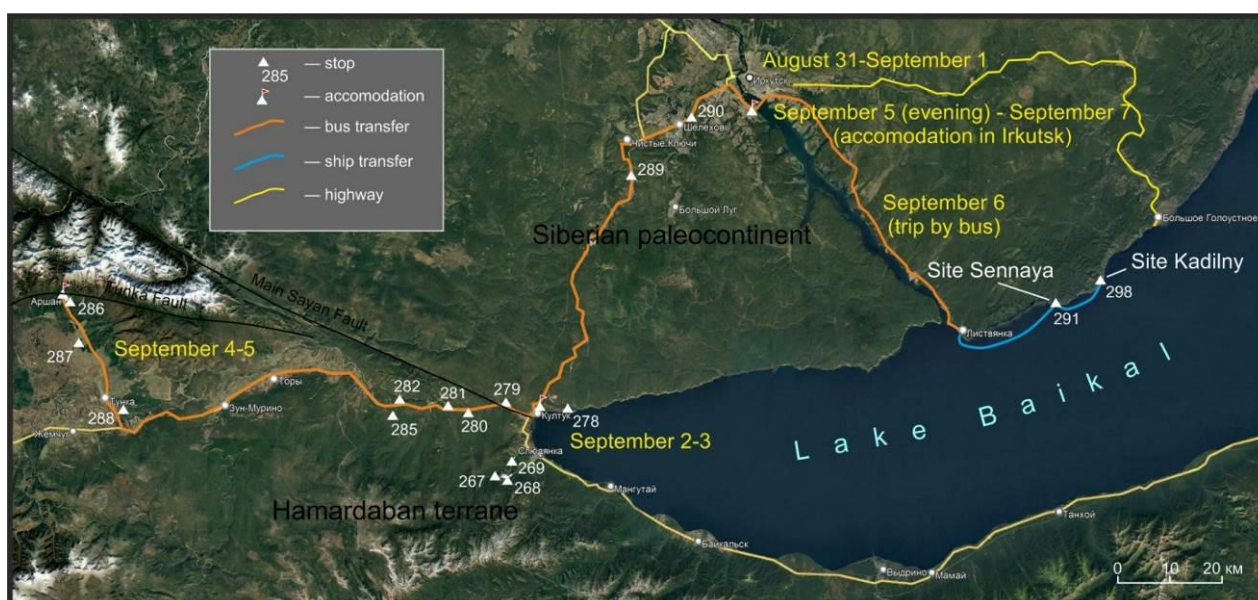 285
— stop
— accomodation
— bus transfer
— ship transfer
— highway
August 31-September 1
Иркутск
September 5 (evening) - September 7
(accomodation in Irkutsk)
290
Шелехов
Чистые Ключи
289
Большой Луг
Siberian paleocontinent
September 6
(trip by bus)
Большое Голоустное
Site Sennaya
Site Kadilny
298
291
Листвянка
Main Sayan Fault
Tunka Fault
Аршан
286
287
September 4-5
Торы
Тунка
288
Зун-Мурино
Жемчуг
282
281
279
285
280
Култук
278
September 2-3
Слюдянка
269
267
268
Hamardaban terrane
Мангутай
Байкальск
Lake Baikal
Танхой
Выдрино
Мамай
0 10 20 км